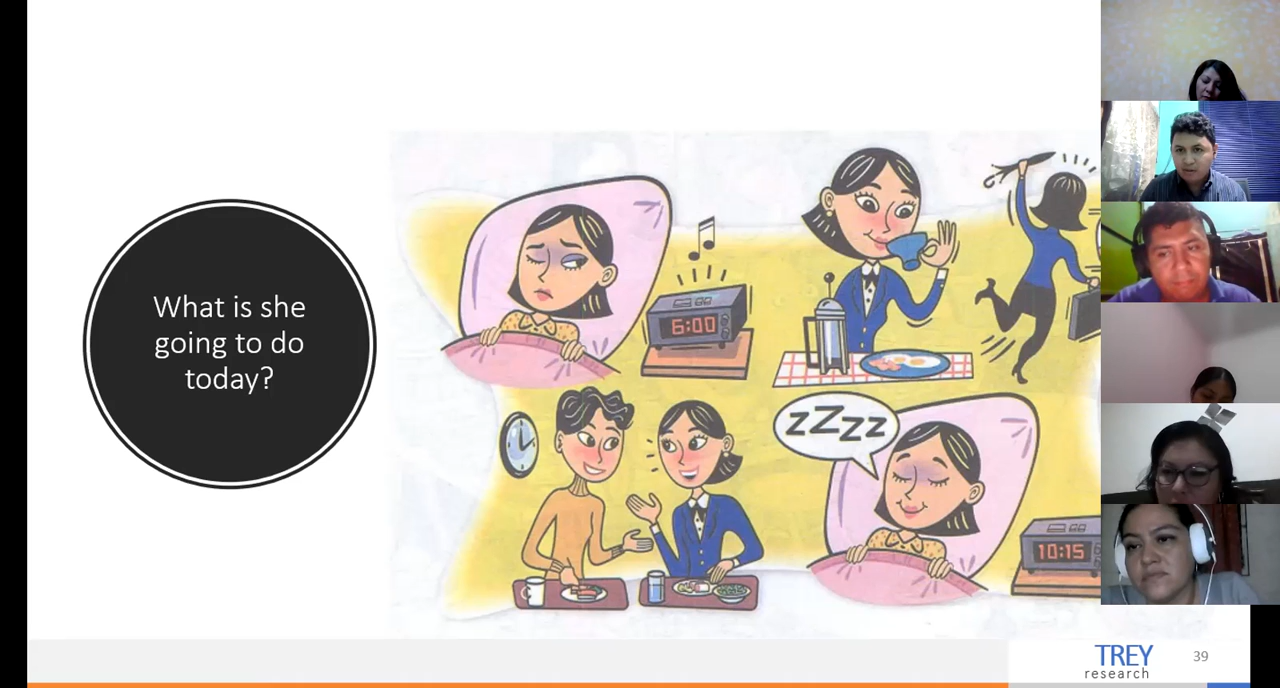 What is she
going to do
today?
6:00
zZzz
10:15
TREY
research
39